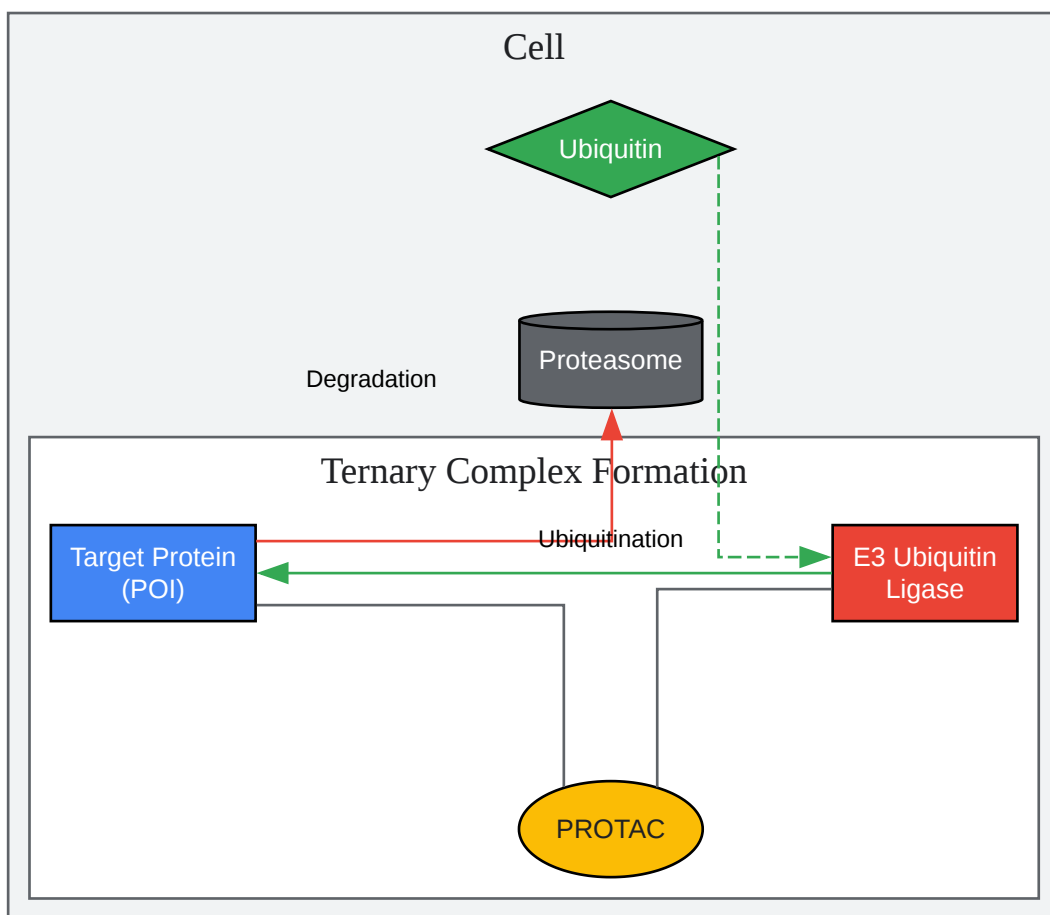 Cell
Ubiquitin
Proteasome
Degradation
Ternary Complex Formation
Ubiquitination
Target Protein
(POI)
E3 Ubiquitin
Ligase
PROTAC